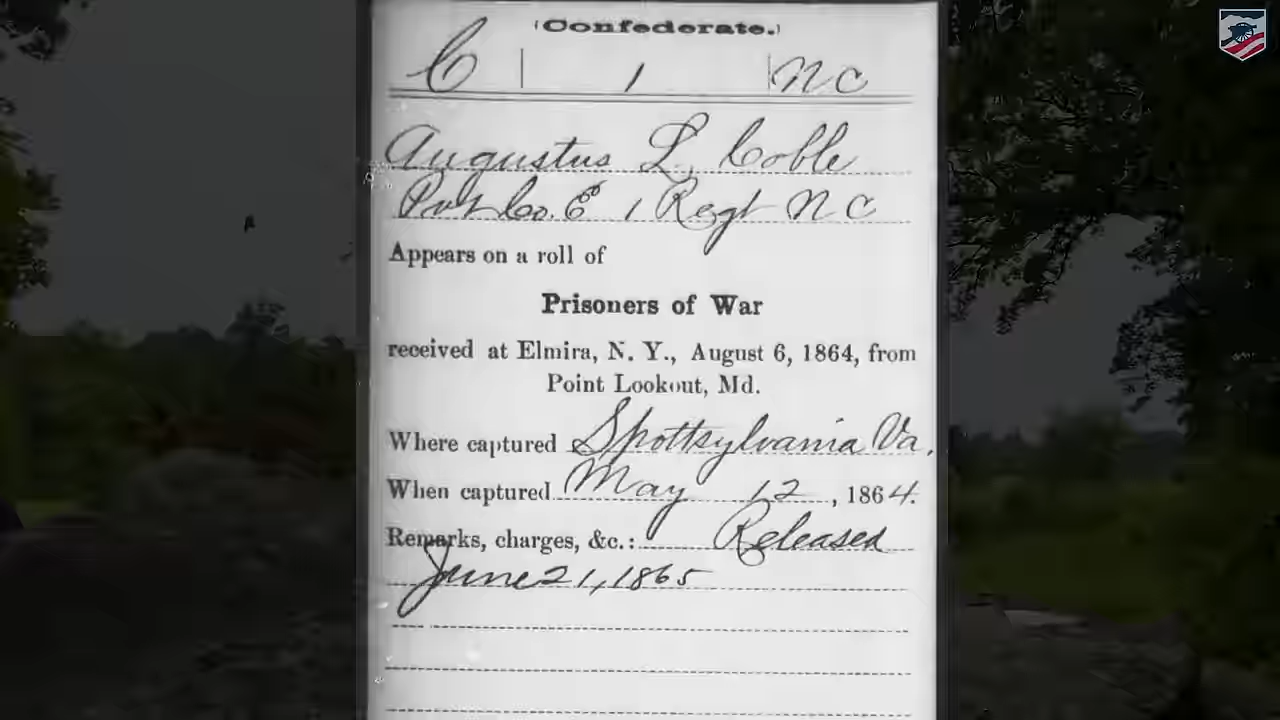 (Confederate.)
C | 1 | N C
Augustus L. Coble
Pvt Co. E 1 Regt N C
Appears on a roll of
Prisoners of War
received at Elmira, N. Y., August 6, 1864, from
Point Lookout, Md.
Where captured Spottsylvania Va.
When captured May 12, 1864.
Remarks, charges, &c.: Released
June 21, 1865